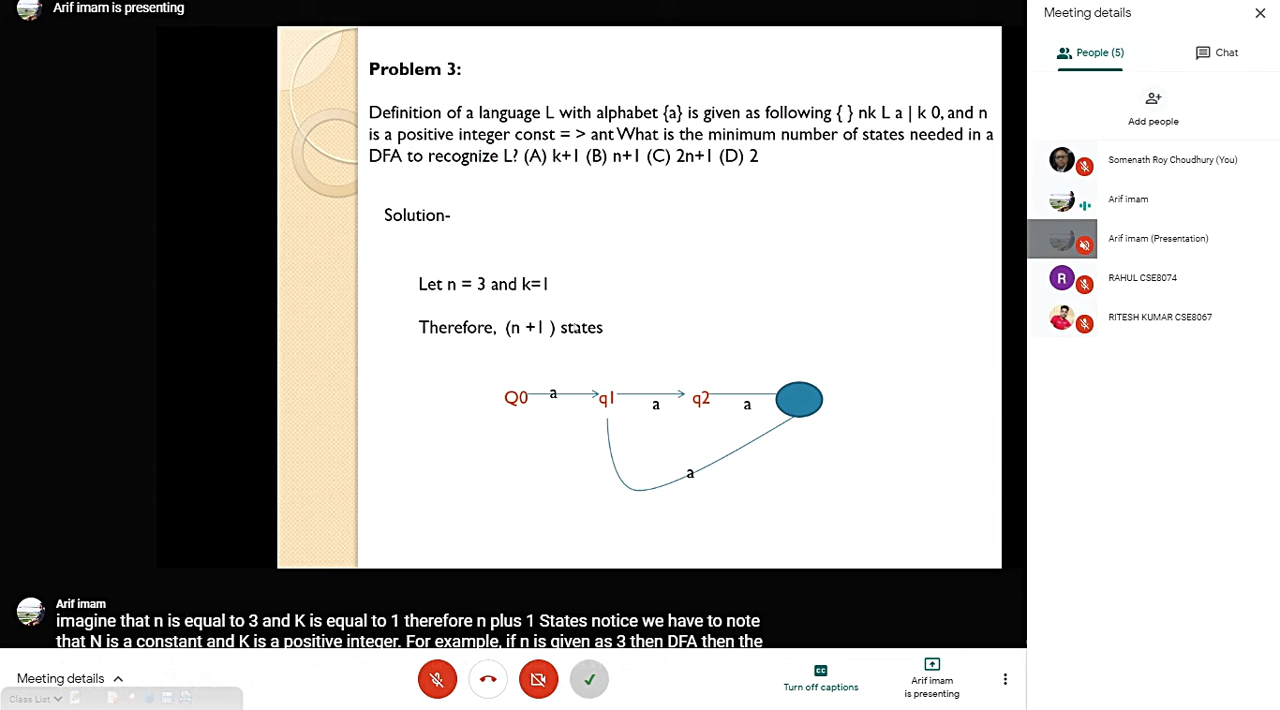 Arif imam is presenting
Problem 3:
Definition of a language L with alphabet {a} is given as following { } nk L a | k 0, and n
is a positive integer const = > ant What is the minimum number of states needed in a
DFA to recognize L? (A) k+1 (B) n+1 (C) 2n+1 (D) 2
Solution-
Let n = 3 and k=1
Therefore, (n +1 ) states
Q0 a q1 a q2 a
a
Arif imam
imagine that n is equal to 3 and K is equal to 1 therefore n plus 1 States notice we have to note
that N is a constant and K is a positive integer. For example, if n is given as 3 then DFA then the
Meeting details
Class List
Turn off captions
Arif imam
is presenting
Meeting details
People (5)
Chat
Add people
Somenath Roy Choudhury (You)
Arif imam
Arif imam (Presentation)
R
RAHUL CSE8074
RITESH KUMAR CSE8067